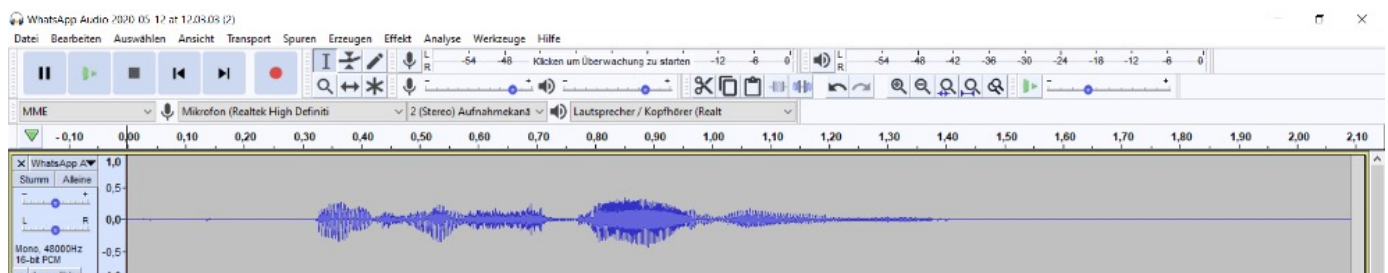 WhatsApp Audio 2020-05-12 at 12.03.03 (2)
Datei Bearbeiten Auswählen Ansicht Transport Spuren Erzeugen Effekt Analyse Werkzeuge Hilfe
L R -54 -48 Klicken um Überwachung zu starten -12 -6 0 L R -54 -48 -42 -36 -30 -24 -18 -12 -6 0
- + - + - +
MME Mikrofon (Realtek High Definiti 2 (Stereo) Aufnahmekanä Lautsprecher / Kopfhörer (Realt
-0,10 0,00 0,10 0,20 0,30 0,40 0,50 0,60 0,70 0,80 0,90 1,00 1,10 1,20 1,30 1,40 1,50 1,60 1,70 1,80 1,90 2,00 2,10
X WhatsApp A 1,0
Stumm Alleine
- + 0,5
L R 0,0
Mono, 48000Hz -0,5
16-bit PCM